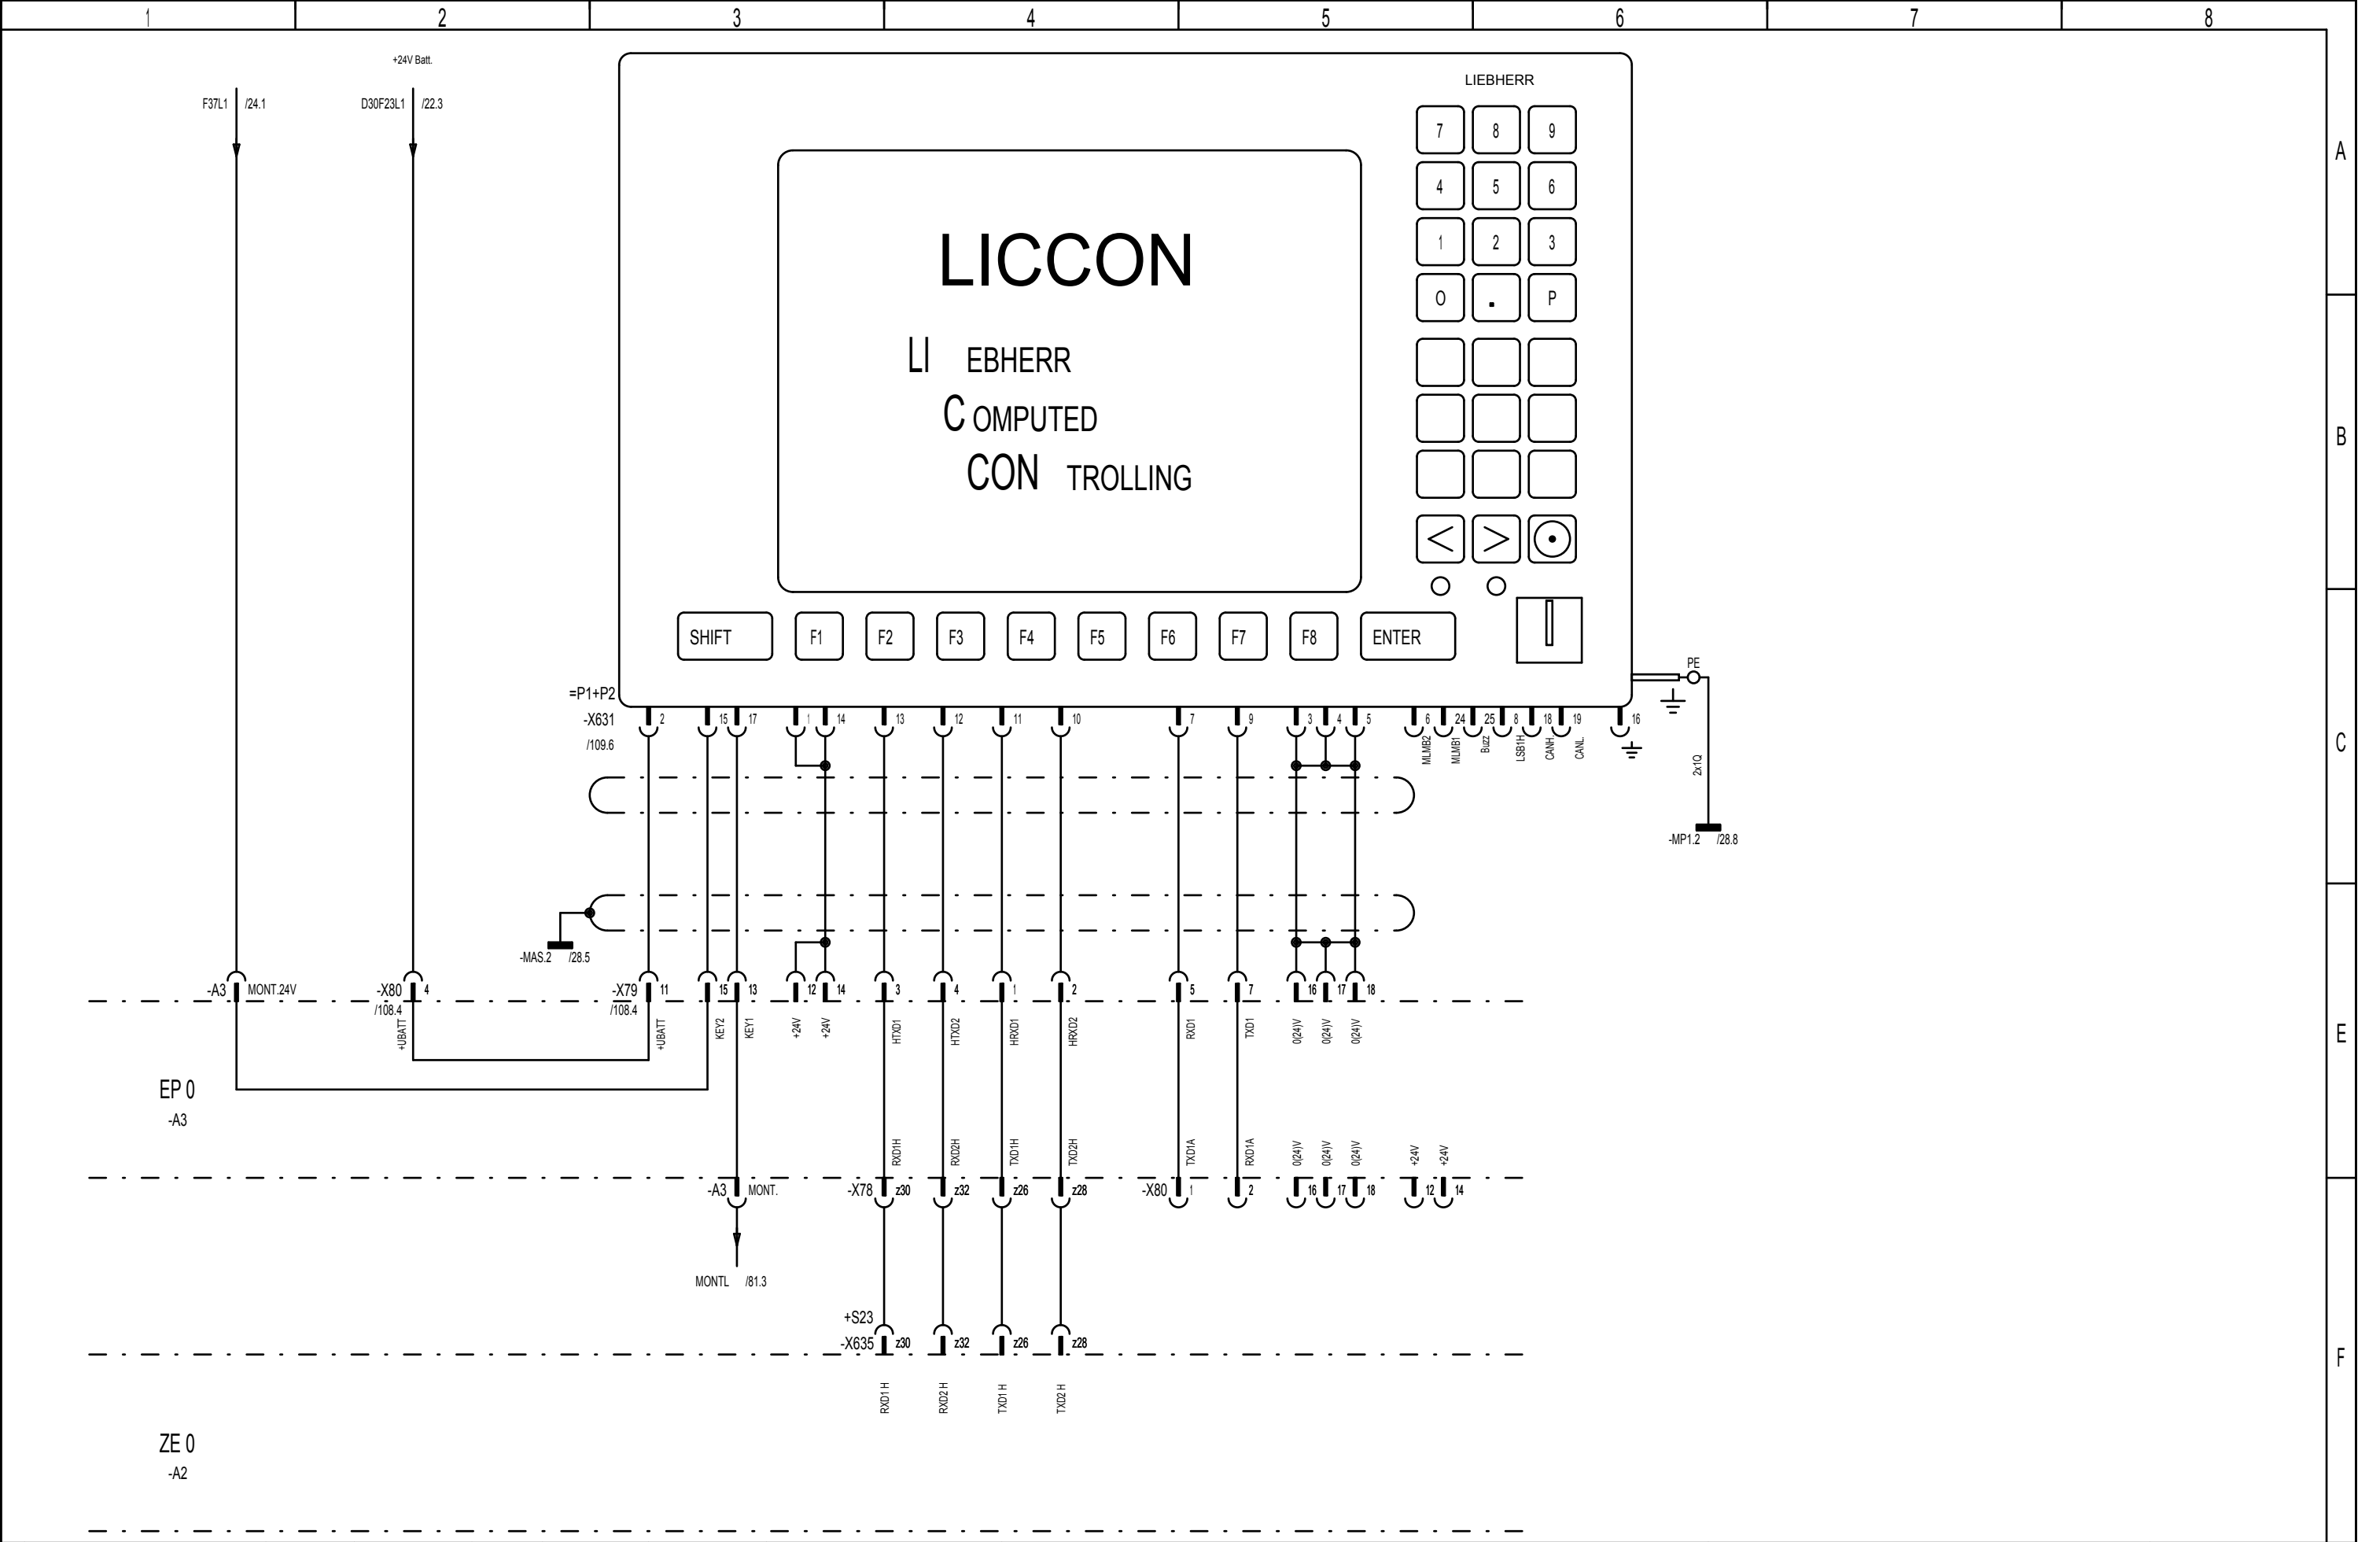 1 2 3 4 5 6 7 8
+24V Batt.
F37L1 /24.1
D30F23L1 /22.3
LIEBHERR
7 8 9
4 5 6
1 2 3
O . P
LICCON
LI EBHERR
C OMPUTED
CON TROLLING
< >
SHIFT F1 F2 F3 F4 F5 F6 F7 F8 ENTER
A
B
C
E
F
PE
=P1+P2
-X631 2 15 17 1 14 13 12 11 10 7 9 3 4 5 6 24 25 8 18 19 16
/109.6
MLMB2 MLMB1 Buzz LSB1H CANH. CANL.
2x1Q
-MP1.2 /28.8
-MAS.2 /28.5
-A3 MONT.24V -X80 4 -X79 11 15 13 12 14 3 4 1 2 5 7 16 17 18
/108.4 /108.4
+UBATT +UBATT KEY2 KEY1 +24V +24V HTXD1 HTXD2 HRXD1 HRXD2 RXD1 TXD1 0(24)V 0(24)V 0(24)V
EP 0
-A3
RXD1H RXD2H TXD1H TXD2H TXD1A RXD1A 0(24)V 0(24)V 0(24)V +24V +24V
-A3 MONT. -X78 z30 z32 z26 z28 -X80 1 2 16 17 18 12 14
MONTL /81.3
+S23
-X635 z30 z32 z26 z28
RXD1 H RXD2 H TXD1 H TXD2 H
ZE 0
-A2